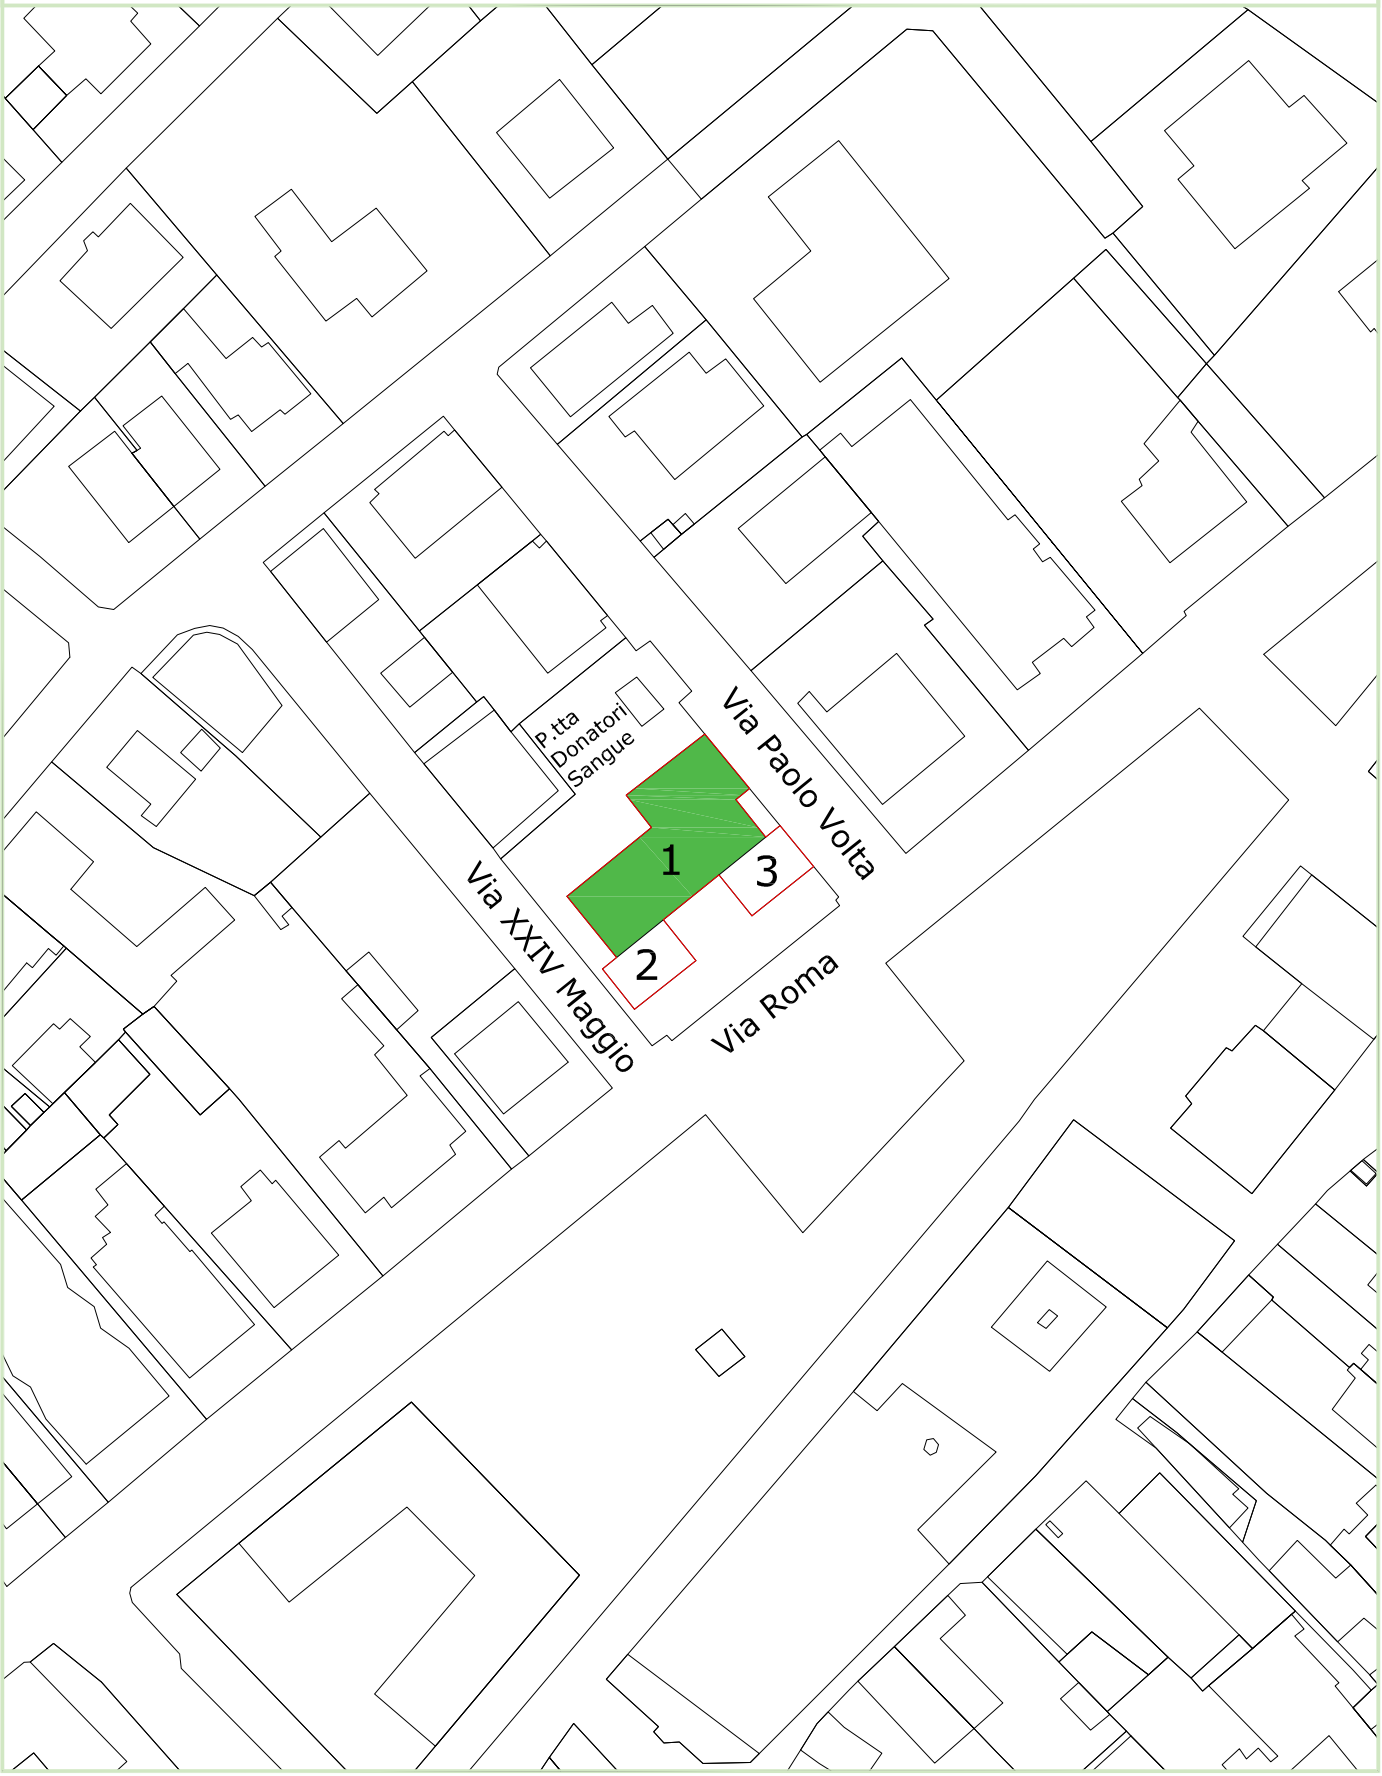 Via Paolo Volta
P.tta
Donatori
Sangue
1
3
2
Via XXIV Maggio
Via Roma